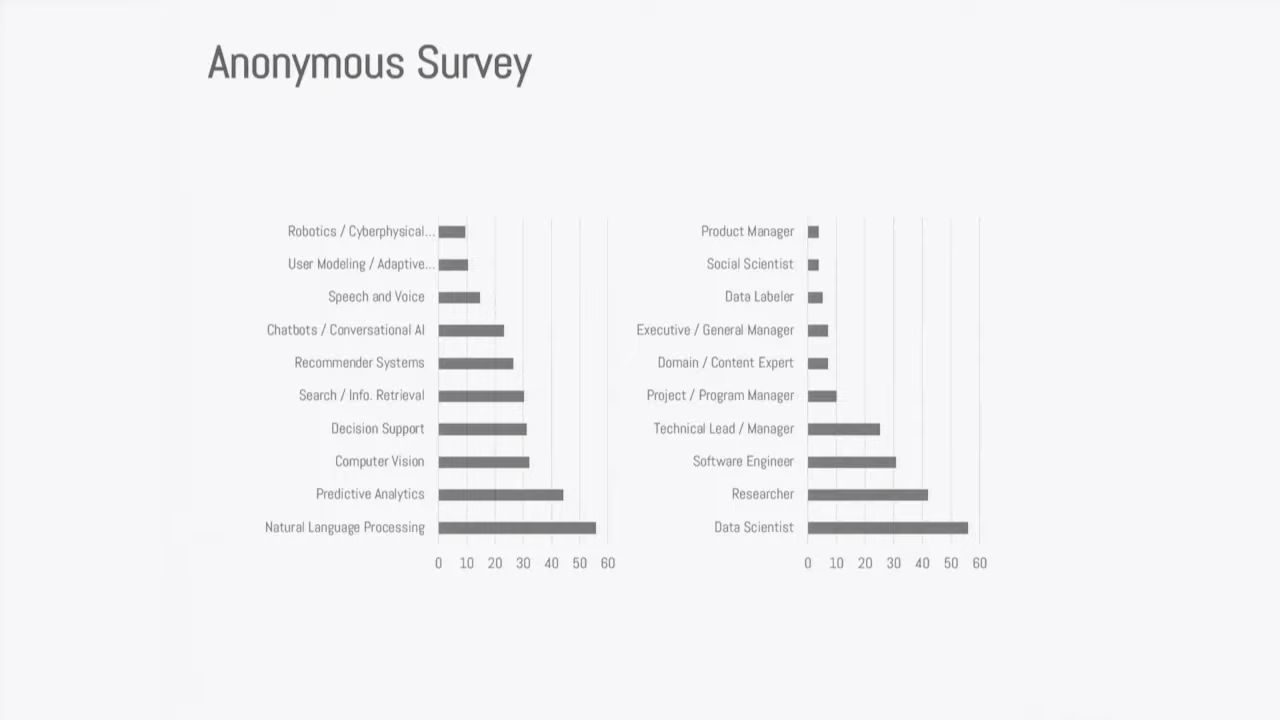 Anonymous Survey
Robotics / Cyberphysical...
User Modeling / Adaptive...
Speech and Voice
Chatbots / Conversational AI
Recommender Systems
Search / Info. Retrieval
Decision Support
Computer Vision
Predictive Analytics
Natural Language Processing
0 10 20 30 40 50 60
Product Manager
Social Scientist
Data Labeler
Executive / General Manager
Domain / Content Expert
Project / Program Manager
Technical Lead / Manager
Software Engineer
Researcher
Data Scientist
0 10 20 30 40 50 60